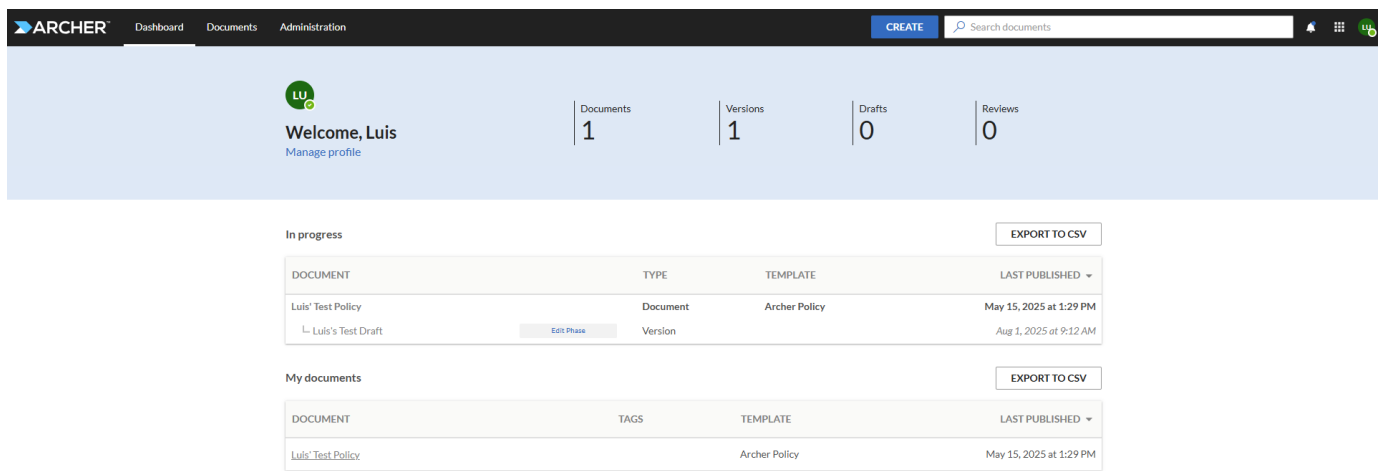 ARCHER™ Dashboard Documents Administration CREATE Search documents LU
LU
Welcome, Luis
Manage profile
Documents Versions Drafts Reviews
1 1 0 0
In progress EXPORT TO CSV
DOCUMENT TYPE TEMPLATE LAST PUBLISHED
Luis' Test Policy Document Archer Policy May 15, 2025 at 1:29 PM
Luis's Test Draft Edit Phase Version Aug 1, 2025 at 9:12 AM
My documents EXPORT TO CSV
DOCUMENT TAGS TEMPLATE LAST PUBLISHED
Luis' Test Policy Archer Policy May 15, 2025 at 1:29 PM